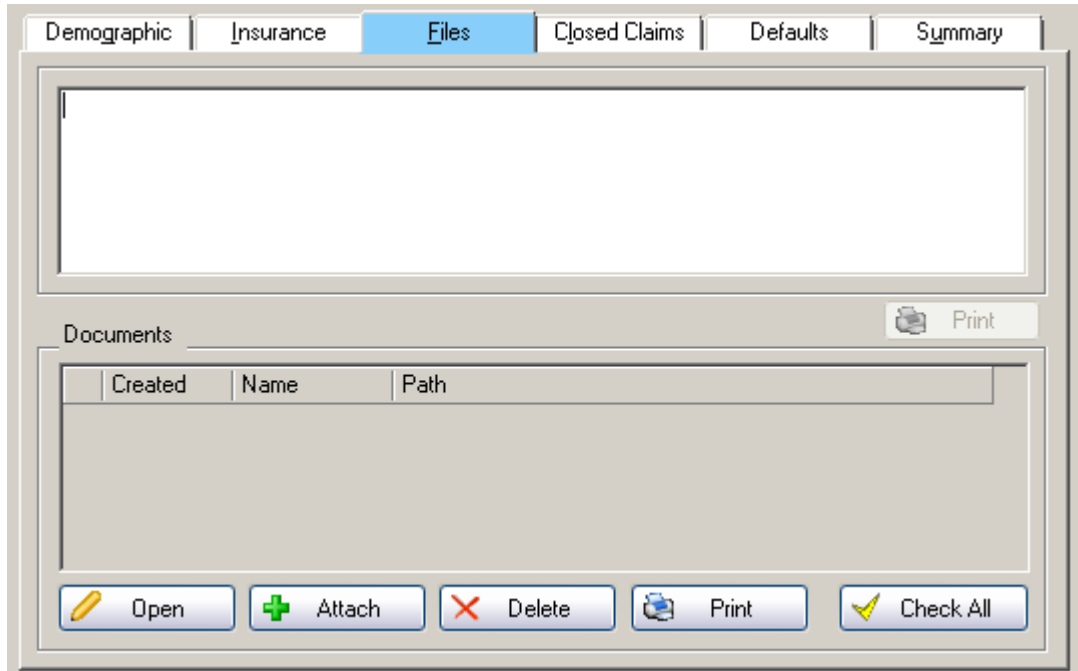 Demographic Insurance Files Closed Claims Defaults Summary
Print
Documents
Created Name Path
Open Attach Delete Print Check All